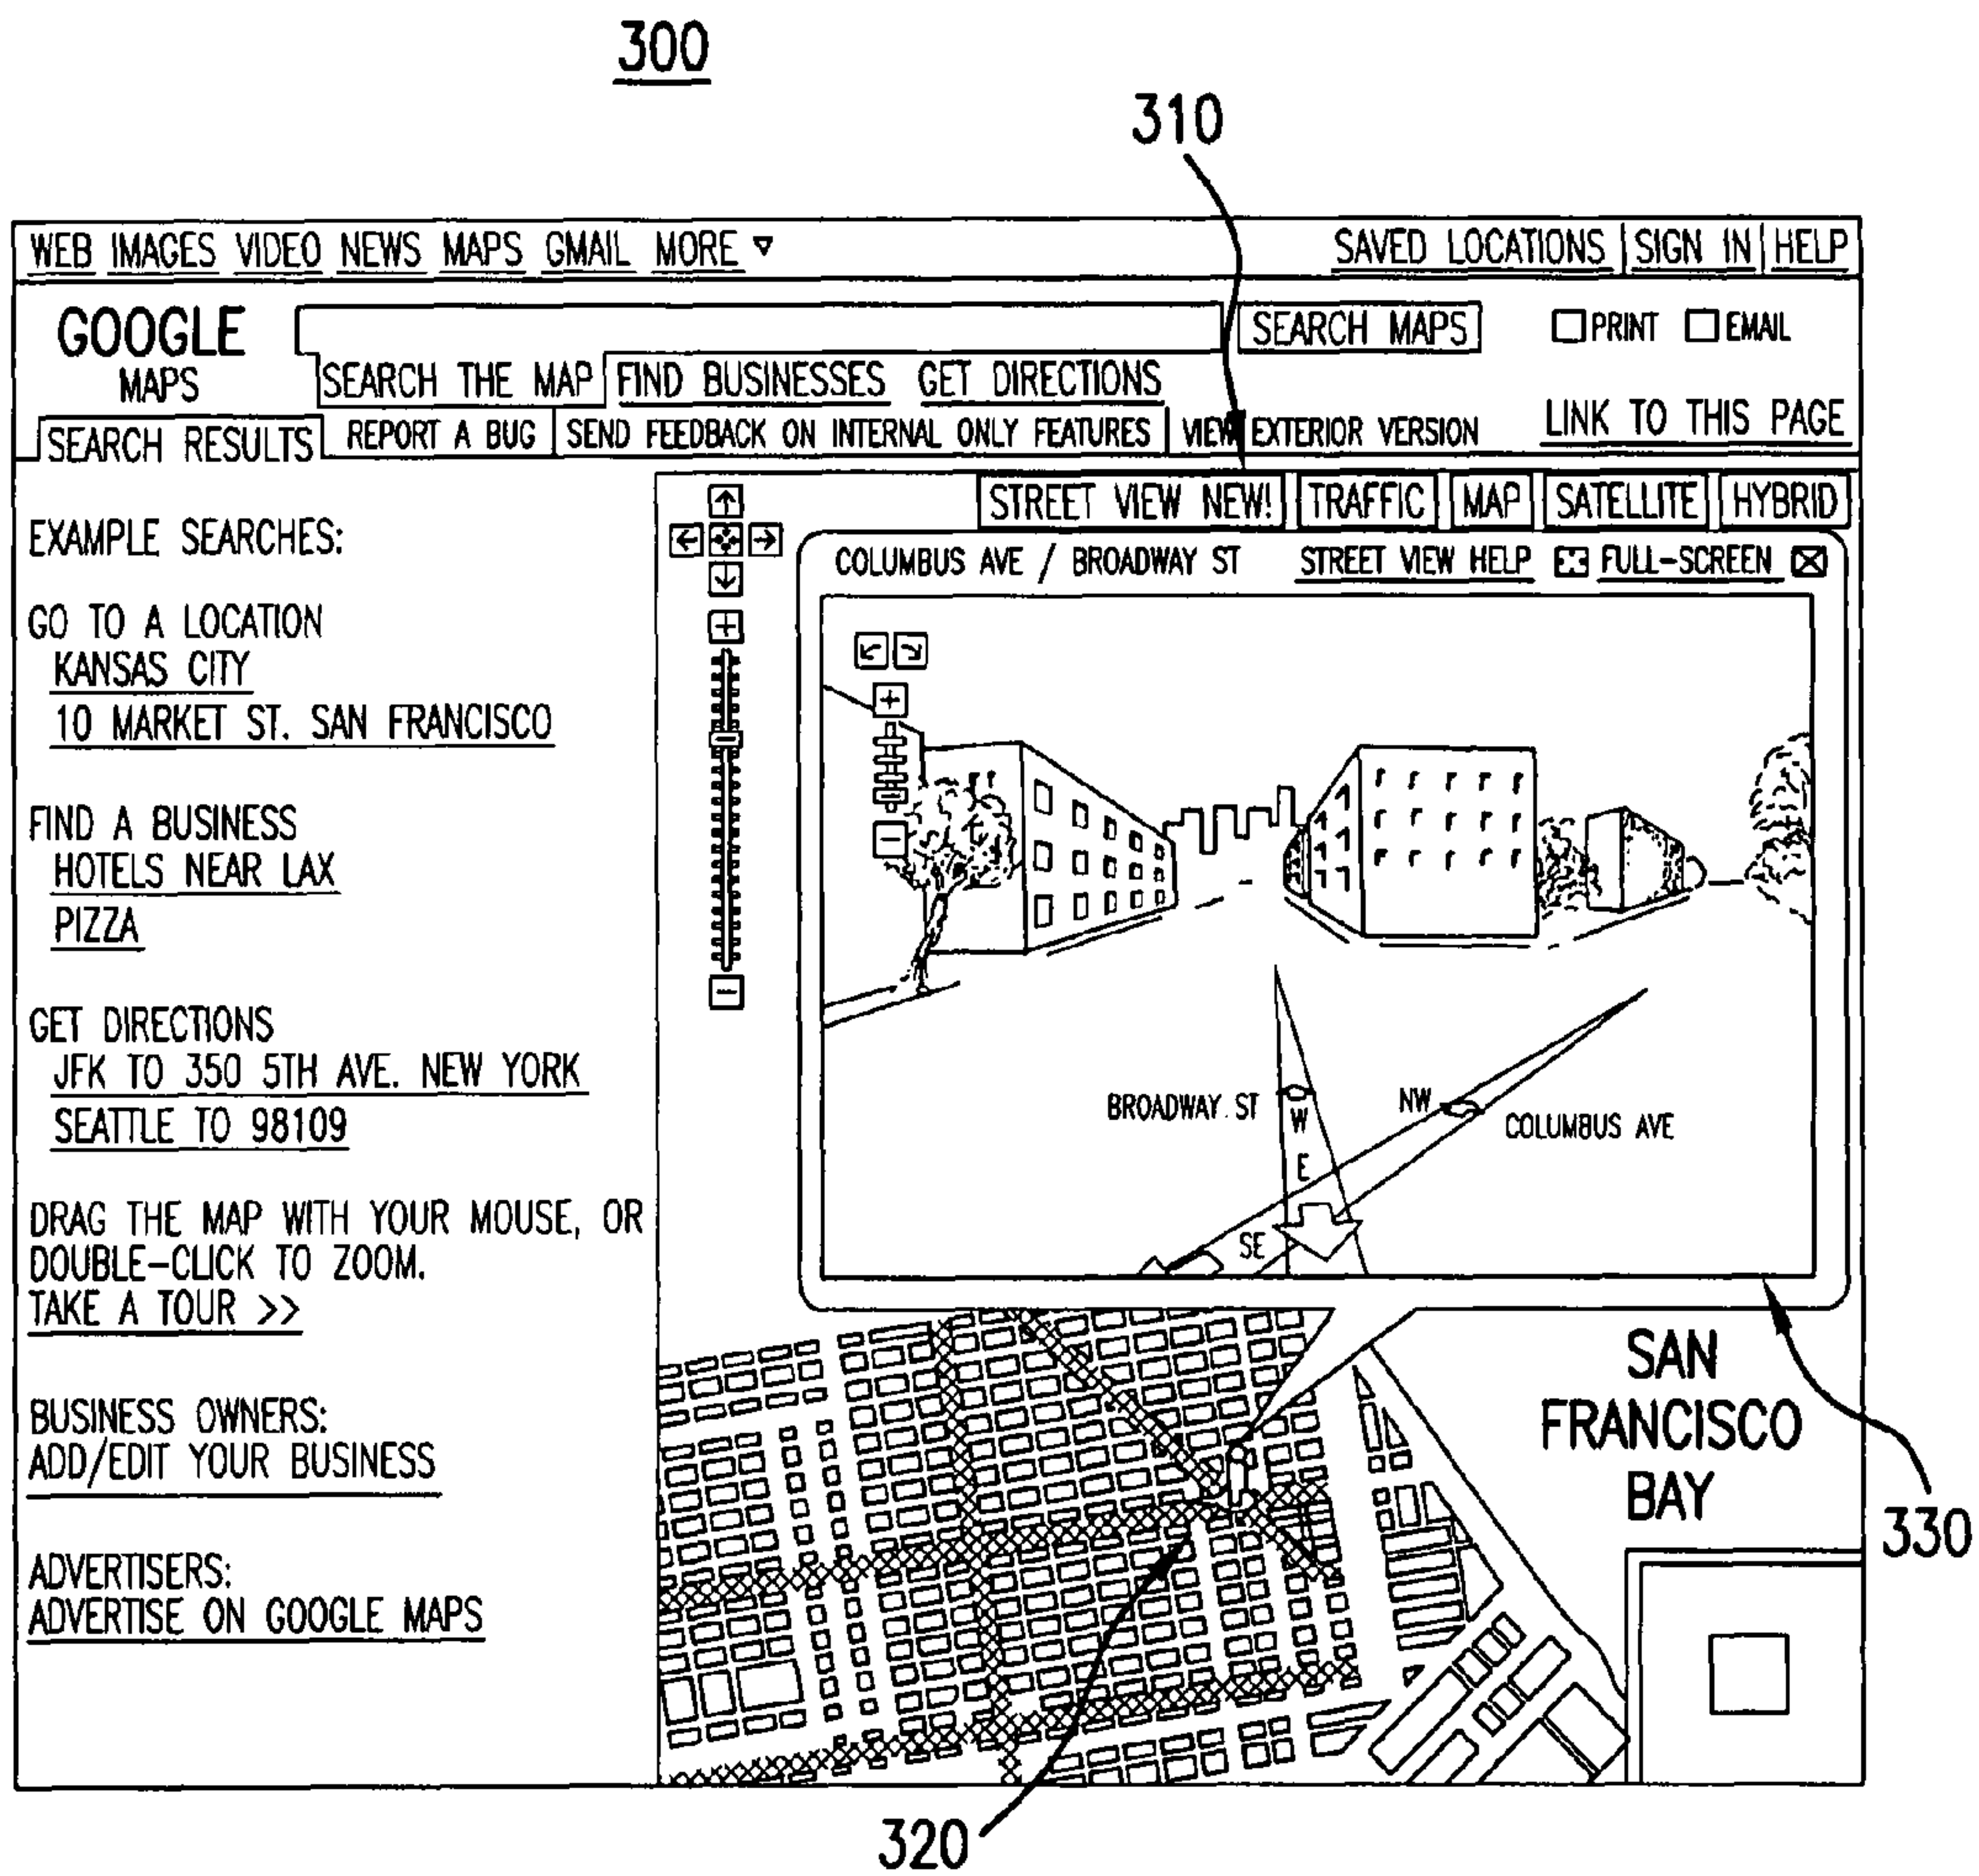 300
310
WEB IMAGES VIDEO NEWS MAPS GMAIL MORE SAVED LOCATIONS SIGN IN HELP
GOOGLE
MAPS
SEARCH MAPS PRINT EMAIL
SEARCH THE MAP FIND BUSINESSES GET DIRECTIONS
SEARCH RESULTS REPORT A BUG SEND FEEDBACK ON INTERNAL ONLY FEATURES VIEW EXTERIOR VERSION LINK TO THIS PAGE
STREET VIEW NEW! TRAFFIC MAP SATELLITE HYBRID
EXAMPLE SEARCHES:
GO TO A LOCATION
KANSAS CITY
10 MARKET ST. SAN FRANCISCO
FIND A BUSINESS
HOTELS NEAR LAX
PIZZA
GET DIRECTIONS
JFK TO 350 5TH AVE. NEW YORK
SEATTLE TO 98109
DRAG THE MAP WITH YOUR MOUSE, OR
DOUBLE-CLICK TO ZOOM.
TAKE A TOUR >>
BUSINESS OWNERS:
ADD/EDIT YOUR BUSINESS
ADVERTISERS:
ADVERTISE ON GOOGLE MAPS
COLUMBUS AVE / BROADWAY ST STREET VIEW HELP FULL-SCREEN
BROADWAY. ST W NW COLUMBUS AVE
E
SE
SAN
FRANCISCO
BAY
330
320